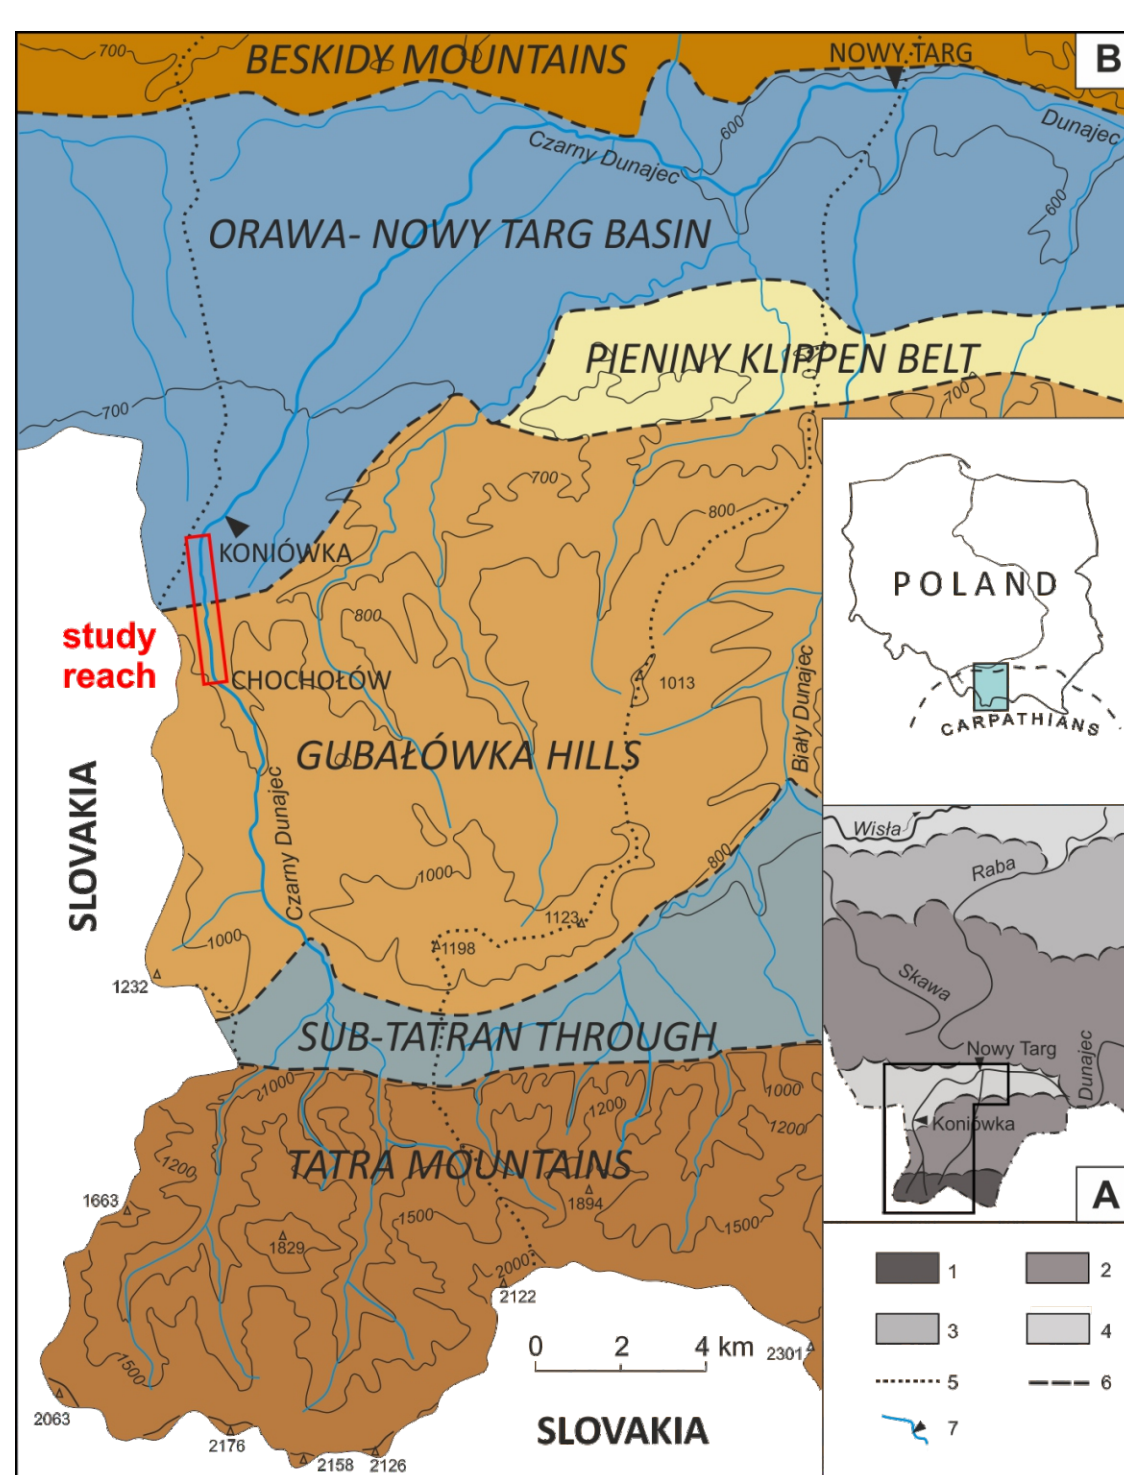 700
BESKIDY MOUNTAINS
NOWY TARG
B
600
Dunajec
Czarny Dunajec
600
ORAWA- NOWY TARG BASIN
PIENINY KLIPPEN BELT
700
700
700
800
KONIÓWKA
POLAND
800
study
reach
CHOCHOŁÓW
1013
CARPATHIANS
Biały Dunajec
GUBAŁÓWKA HILLS
SLOVAKIA
Czarny Dunajec
Wisła
800
1000
Raba
1123
1000
1198
1232
Skawa
SUB-TATRAN THROUGH
Nowy Targ
Dunajec
1000
1000
1200
1200
Koniówka
TATRA MOUNTAINS
1200
1663
1894
1500
1500
A
1829
2000
2122
1
2
0 2 4 km
2301
3
4
1500
5
6
2063
SLOVAKIA
7
2176
2158
2126